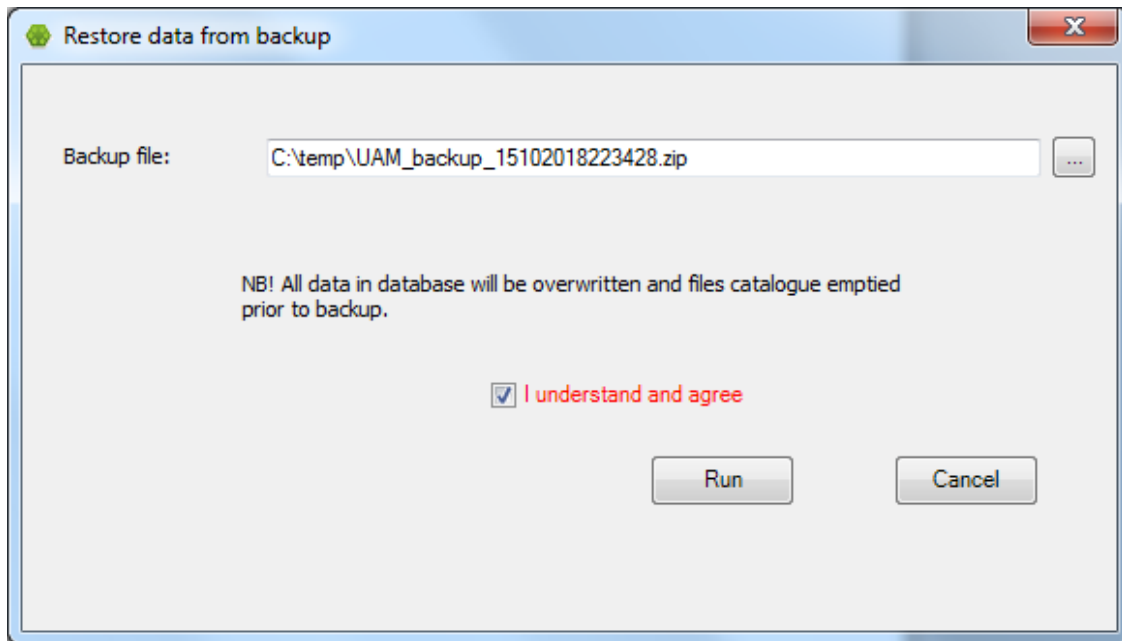 Restore data from backup
Backup file:
C:\temp\UAM_backup_15102018223428.zip
...
NB! All data in database will be overwritten and files catalogue emptied
prior to backup.
I understand and agree
Run
Cancel